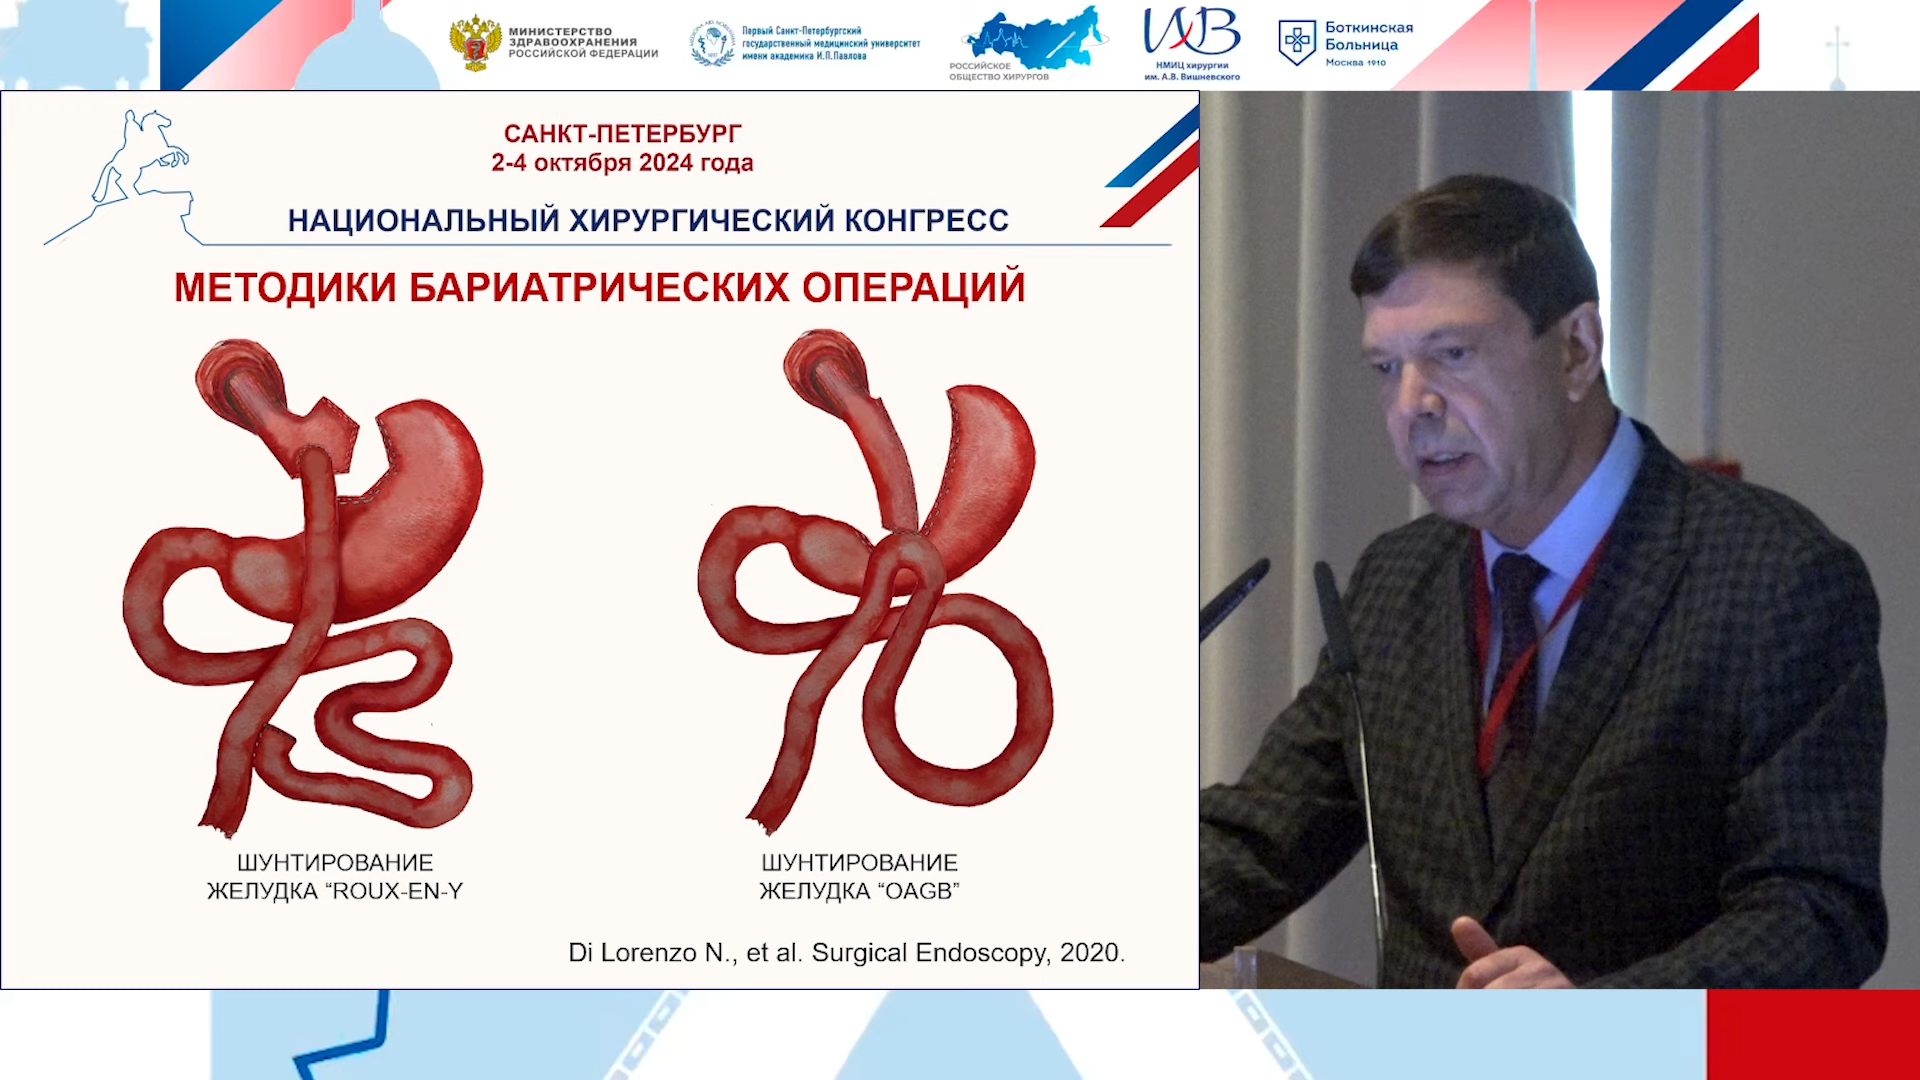 МИНИСТЕРСТВО
ЗДРАВООХРАНЕНИЯ
РОССИЙСКОЙ ФЕДЕРАЦИИ
Первый Санкт-Петербургский
государственный медицинский университет
имени академика И.П.Павлова
РОССИЙСКОЕ
ОБЩЕСТВО ХИРУРГОВ
НМИЦ хирургии
им. А.В. Вишневского
Боткинская
Больница
Москва 1910
САНКТ-ПЕТЕРБУРГ
2-4 октября 2024 года
НАЦИОНАЛЬНЫЙ ХИРУРГИЧЕСКИЙ КОНГРЕСС
МЕТОДИКИ БАРИАТРИЧЕСКИХ ОПЕРАЦИЙ
ШУНТИРОВАНИЕ
ЖЕЛУДКА “ROUX-EN-Y
ШУНТИРОВАНИЕ
ЖЕЛУДКА “OAGB”
Di Lorenzo N., et al. Surgical Endoscopy, 2020.